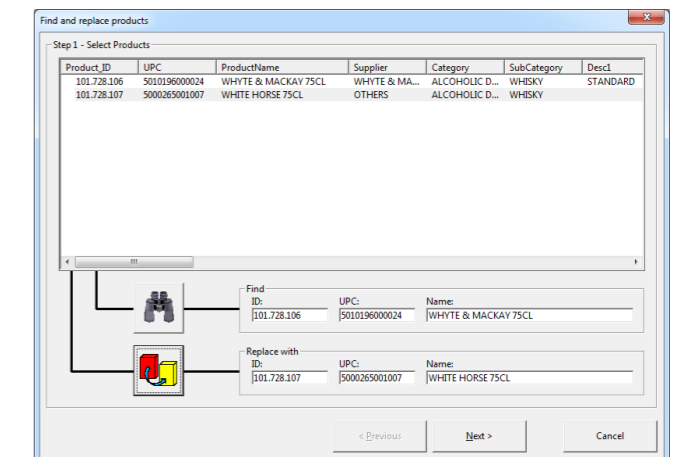 Find and replace products
Step 1 - Select Products
Product_ID UPC ProductName Supplier Category SubCategory Desc1
101.728.106 5010196000024 WHYTE & MACKAY 75CL WHYTE & MA... ALCOHOLIC D... WHISKY STANDARD
101.728.107 5000265001007 WHITE HORSE 75CL OTHERS ALCOHOLIC D... WHISKY
Find
ID: UPC: Name:
101.728.106 5010196000024 WHYTE & MACKAY 75CL
Replace with
ID: UPC: Name:
101.728.107 5000265001007 WHITE HORSE 75CL
< Previous Next > Cancel